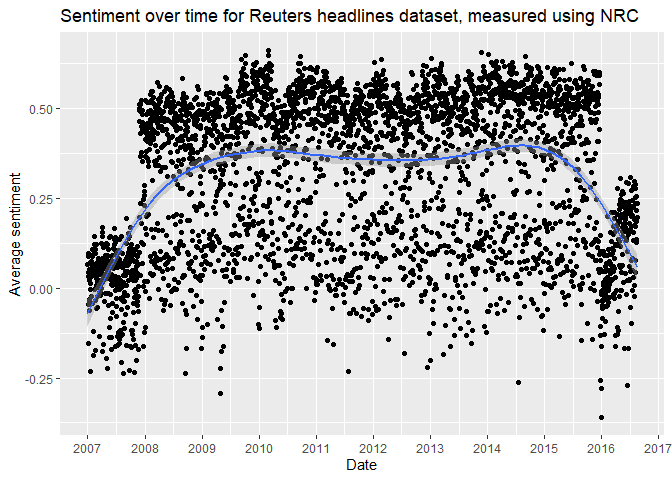 Sentiment over time for Reuters headlines dataset, measured using NRC
Average sentiment
0.50
0.25
0.00
-0.25
2007 2008 2009 2010 2011 2012 2013 2014 2015 2016 2017
Date